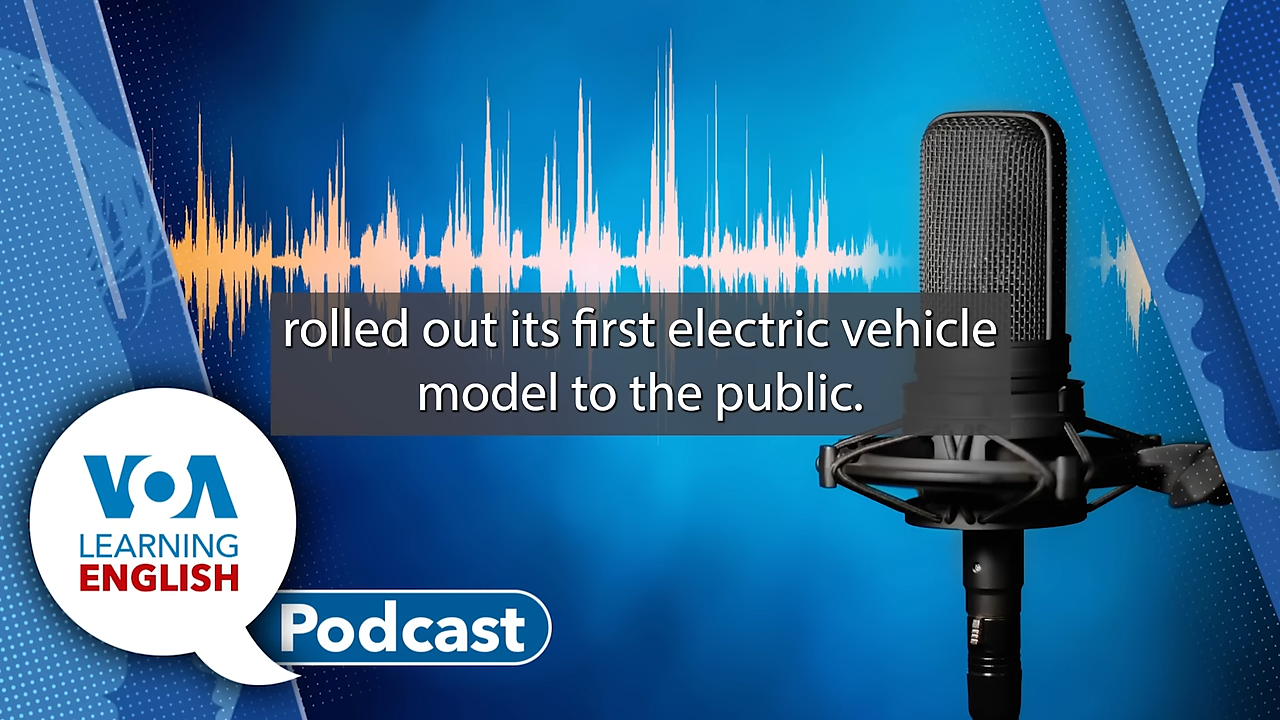 rolled out its first electric vehicle
model to the public.
VOA
LEARNING
ENGLISH
Podcast